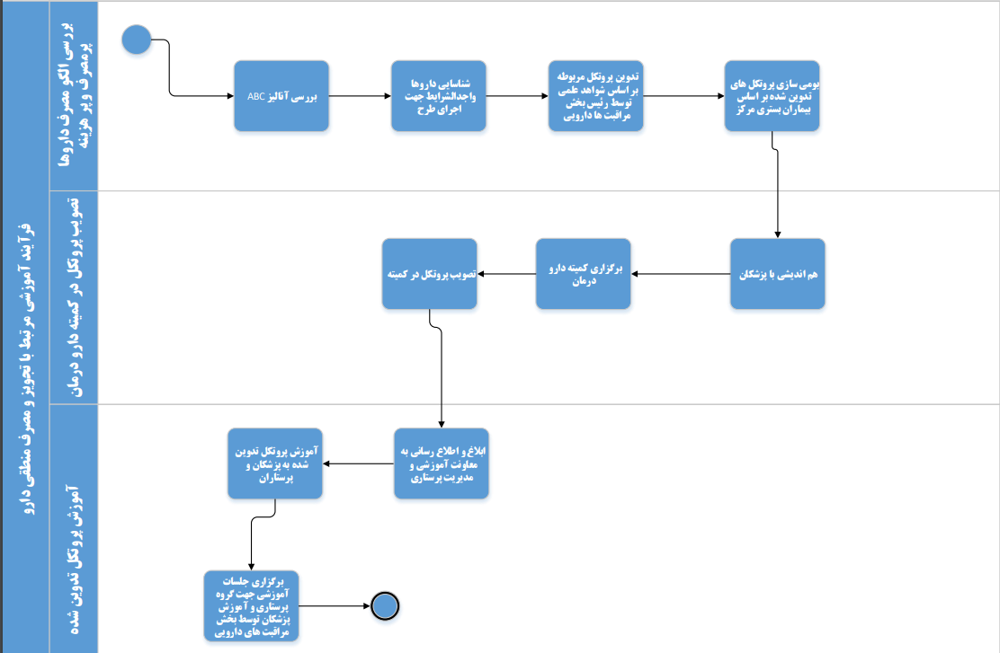 فرآیند آموزشی مرتبط با تجویز و مصرف منطقی دارو
بررسی الگو مصرف داروها
پرمصرف و پر هزینه
بررسی آنالیز ABC
شناسایی داروها
واجدالشرایط جهت
اجرای طرح
تدوین پروتکل مربوطه
بر اساس شواهد علمی
توسط رئیس بخش
مراقبت ها دارویی
بومی سازی پروتکل های
تدوین شده بر اساس
بیماران بستری مرکز
تصویب پروتکل در کمیته دارو درمان
هم اندیشی با پزشکان
برگزاری کمیته دارو
درمان
تصویب پروتکل در کمیته
آموزش پروتکل تدوین شده
ابلاغ و اطلاع رسانی به
معاونت آموزشی و
مدیریت پرستاری
آموزش پروتکل تدوین
شده به پزشکان و
پرستاران
برگزاری جلسات
آموزشی جهت گروه
پرستاری و آموزش
پزشکان توسط بخش
مراقبت های دارویی